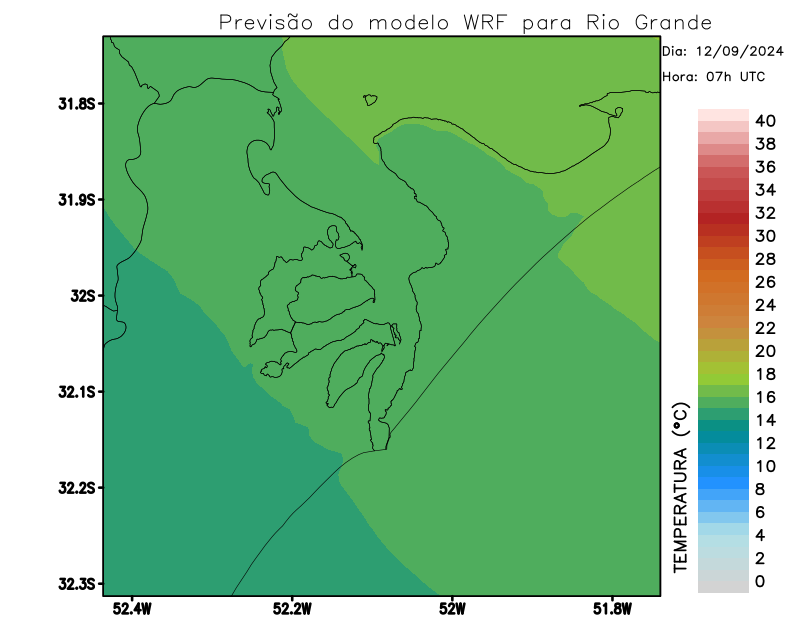 Previsão do modelo WRF para Rio Grande
Dia: 12/09/2024
Hora: 07h UTC
31.8S
31.9S
32S
32.1S
32.2S
32.3S
52.4W
52.2W
52W
51.8W
TEMPERATURA (°C)
40
38
36
34
32
30
28
26
24
22
20
18
16
14
12
10
8
6
4
2
0